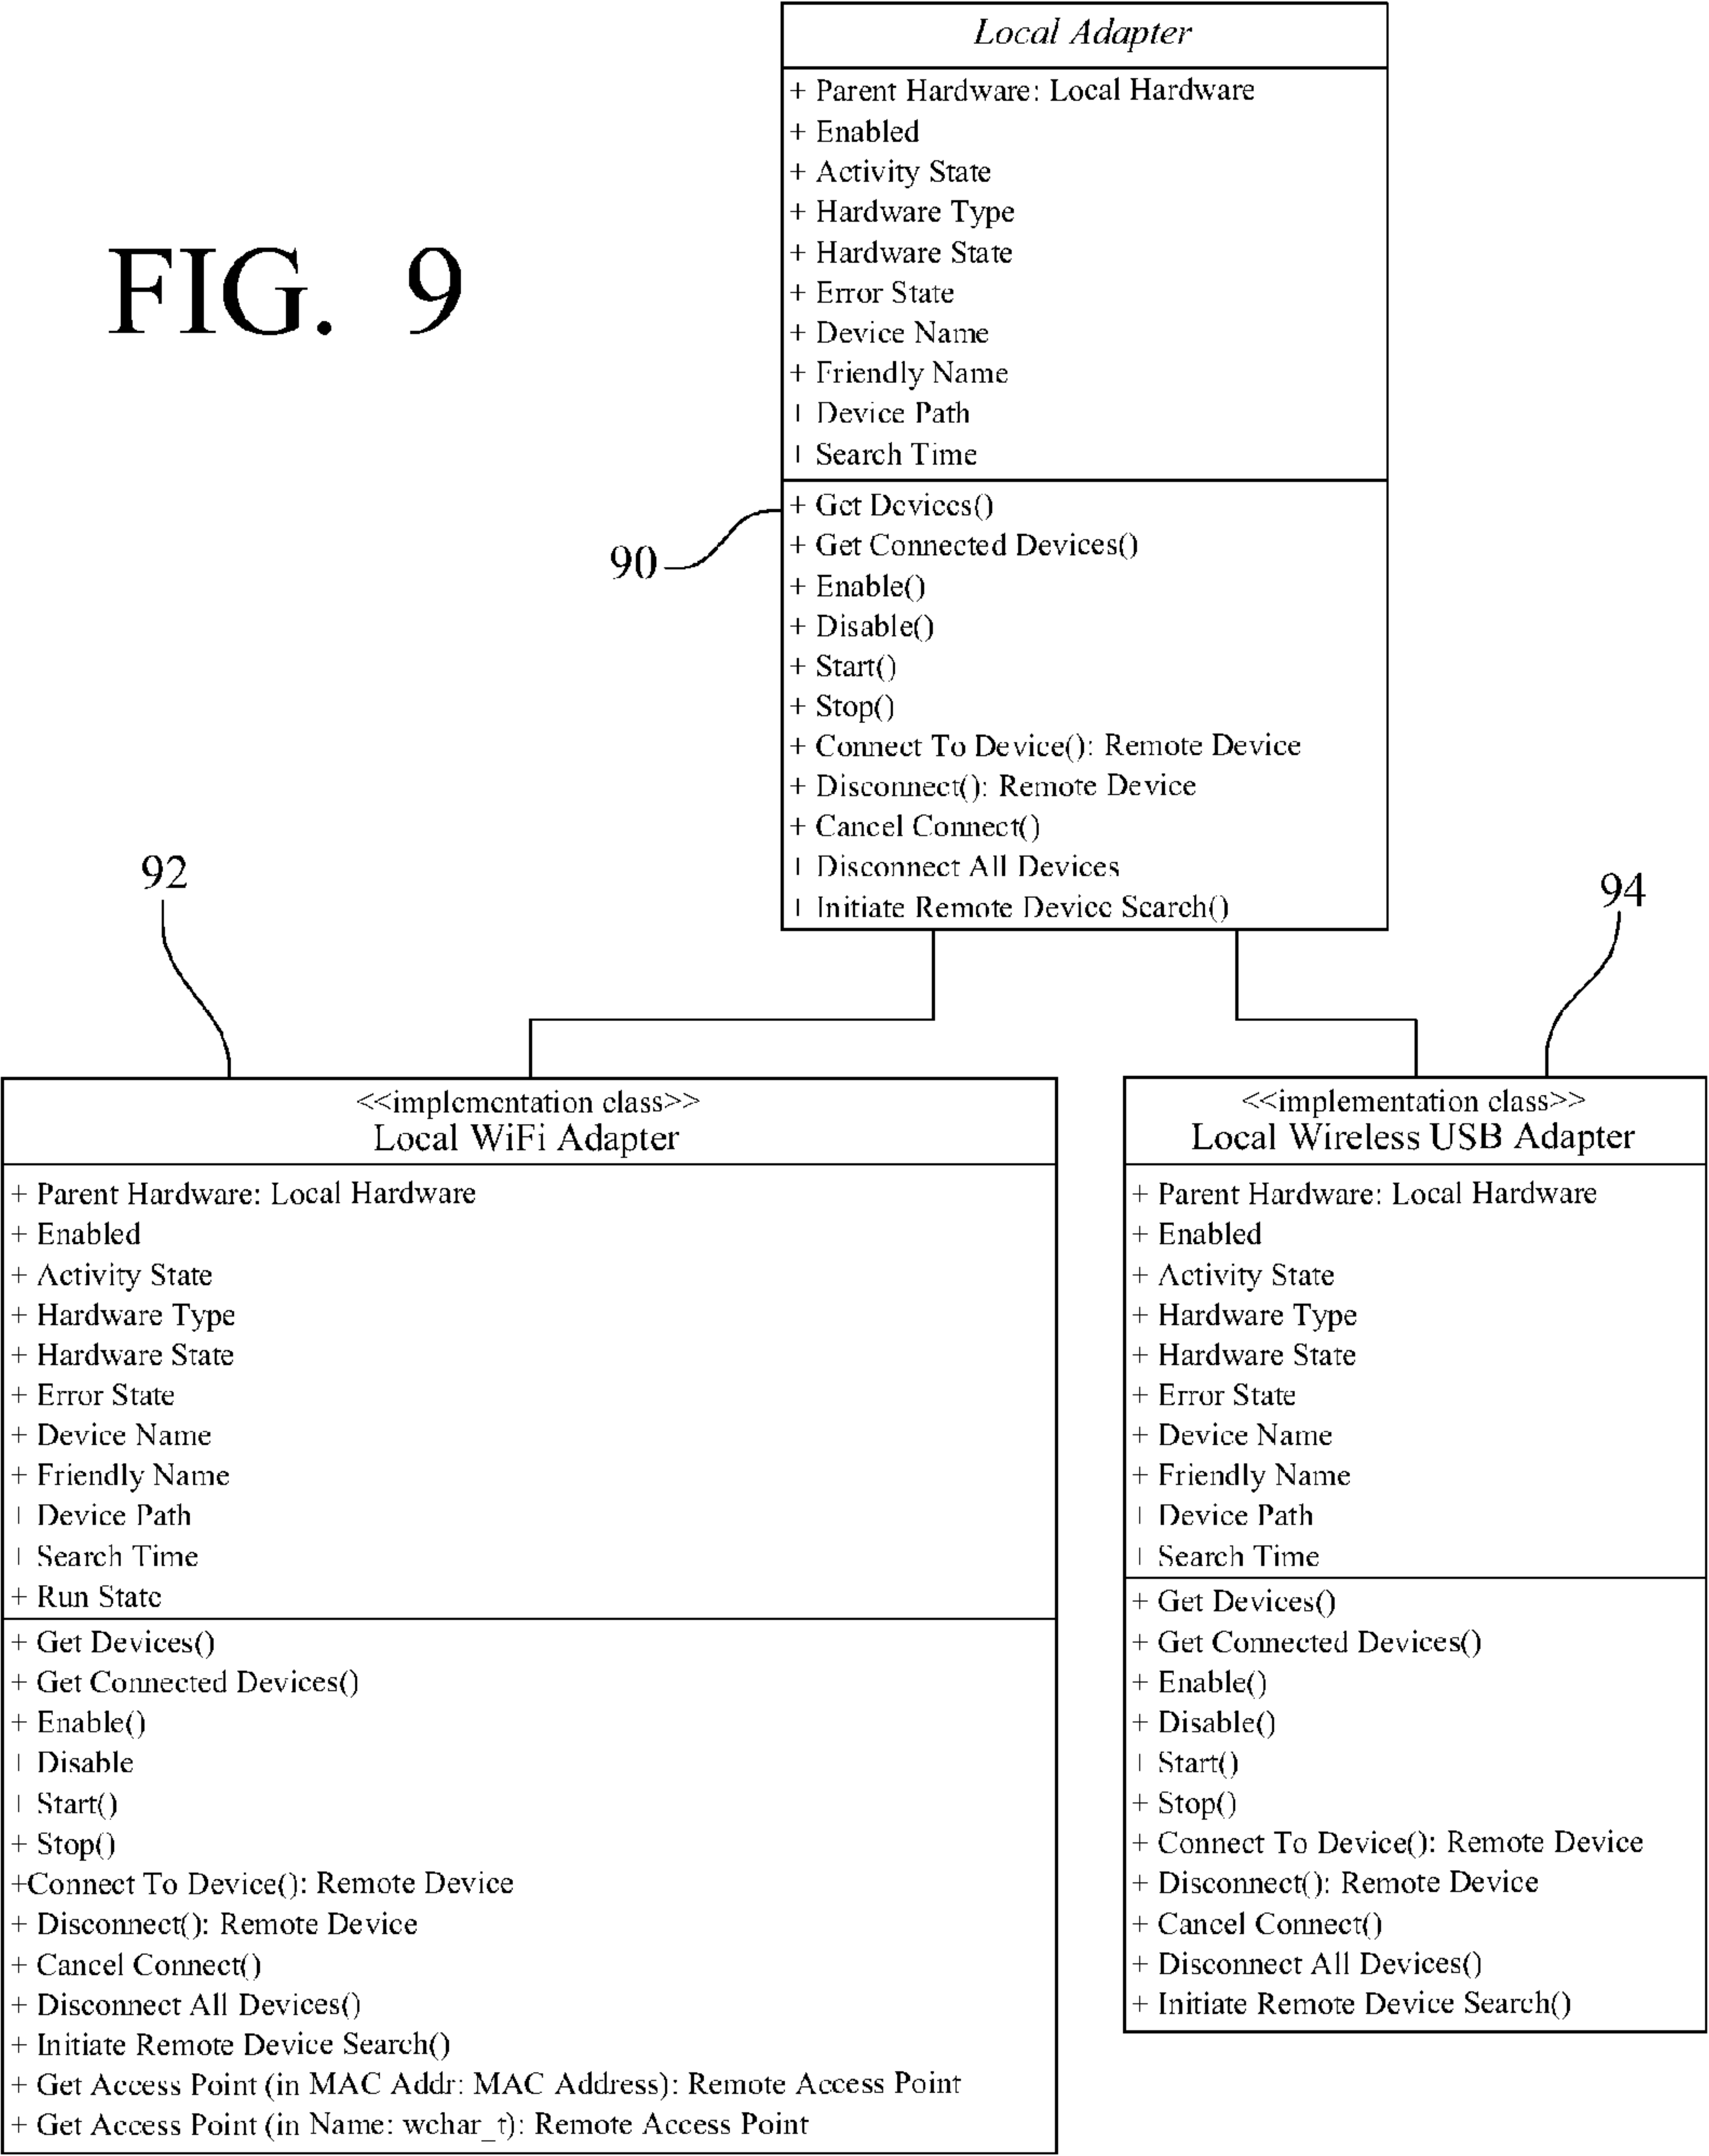 FIG. 9
Local Adapter
+ Parent Hardware: Local Hardware
+ Enabled
+ Activity State
+ Hardware Type
+ Hardware State
+ Error State
+ Device Name
+ Friendly Name
| Device Path
| Search Time
+ Get Devices()
+ Get Connected Devices()
+ Enable()
+ Disable()
+ Start()
+ Stop()
+ Connect To Device(): Remote Device
+ Disconnect(): Remote Device
+ Cancel Connect()
| Disconnect All Devices
| Initiate Remote Device Search()
90
92
94
<<implementation class>>
Local WiFi Adapter
+ Parent Hardware: Local Hardware
+ Enabled
+ Activity State
+ Hardware Type
+ Hardware State
+ Error State
+ Device Name
+ Friendly Name
| Device Path
| Search Time
+ Run State
+ Get Devices()
+ Get Connected Devices()
+ Enable()
| Disable
| Start()
+ Stop()
+Connect To Device(): Remote Device
+ Disconnect(): Remote Device
+ Cancel Connect()
+ Disconnect All Devices()
+ Initiate Remote Device Search()
+ Get Access Point (in MAC Addr: MAC Address): Remote Access Point
+ Get Access Point (in Name: wchar_t): Remote Access Point
<<implementation class>>
Local Wireless USB Adapter
+ Parent Hardware: Local Hardware
+ Enabled
+ Activity State
+ Hardware Type
+ Hardware State
+ Error State
+ Device Name
+ Friendly Name
| Device Path
| Search Time
+ Get Devices()
+ Get Connected Devices()
+ Enable()
+ Disable()
| Start()
+ Stop()
+ Connect To Device(): Remote Device
+ Disconnect(): Remote Device
+ Cancel Connect()
+ Disconnect All Devices()
+ Initiate Remote Device Search()